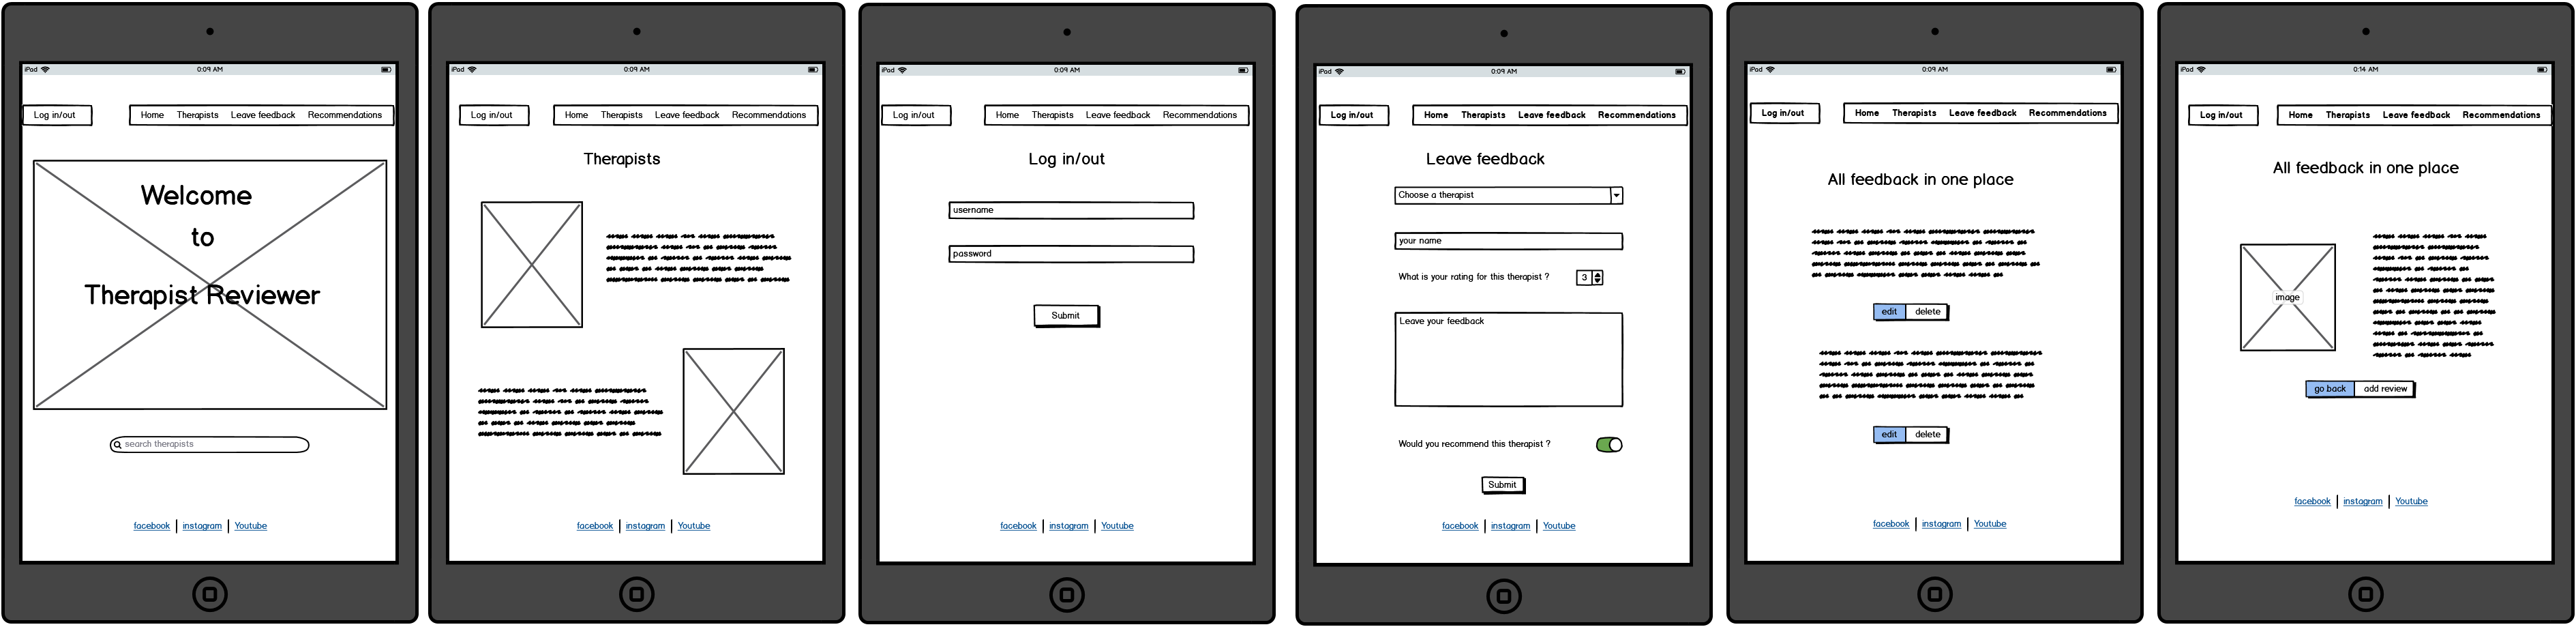 iPad 0:09 AM
Log in/out Home Therapists Leave feedback Recommendations
Welcome
to
Therapist Reviewer
search therapists
facebook instagram Youtube
iPad 0:09 AM
Log in/out Home Therapists Leave feedback Recommendations
Therapists
facebook instagram Youtube
iPad 0:09 AM
Log in/out Home Therapists Leave feedback Recommendations
Log in/out
username
password
Submit
facebook instagram Youtube
iPad 0:09 AM
Log in/out Home Therapists Leave feedback Recommendations
Leave feedback
Choose a therapist
your name
What is your rating for this therapist ? 3
Leave your feedback
Would you recommend this therapist ?
Submit
facebook instagram Youtube
iPad 0:09 AM
Log in/out Home Therapists Leave feedback Recommendations
All feedback in one place
edit delete
edit delete
facebook instagram Youtube
iPad 0:14 AM
Log in/out Home Therapists Leave feedback Recommendations
All feedback in one place
image
go back add review
facebook instagram Youtube